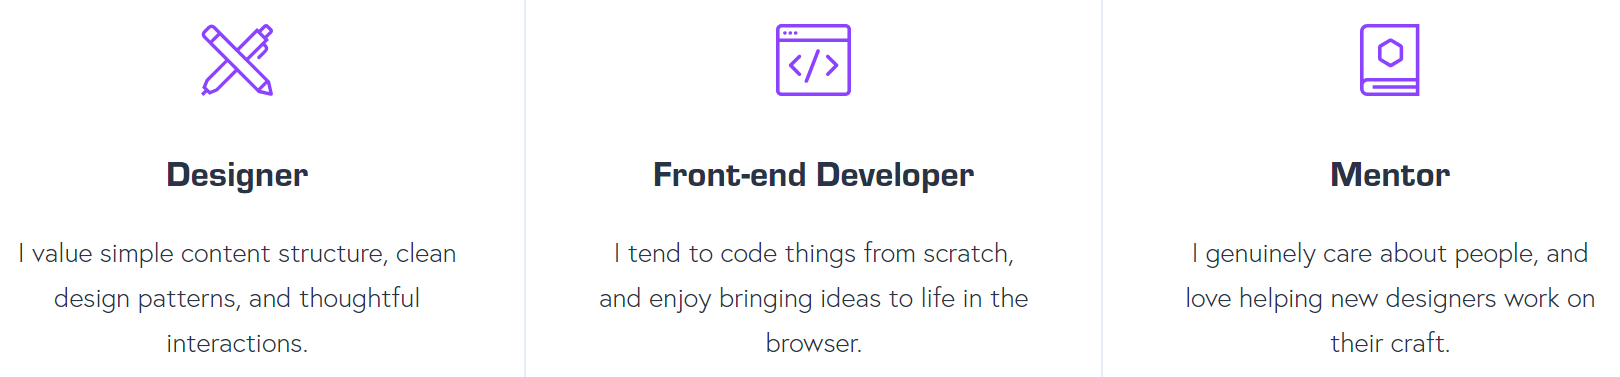 Designer
I value simple content structure, clean
design patterns, and thoughtful
interactions.
Front-end Developer
I tend to code things from scratch,
and enjoy bringing ideas to life in the
browser.
Mentor
I genuinely care about people, and
love helping new designers work on
their craft.